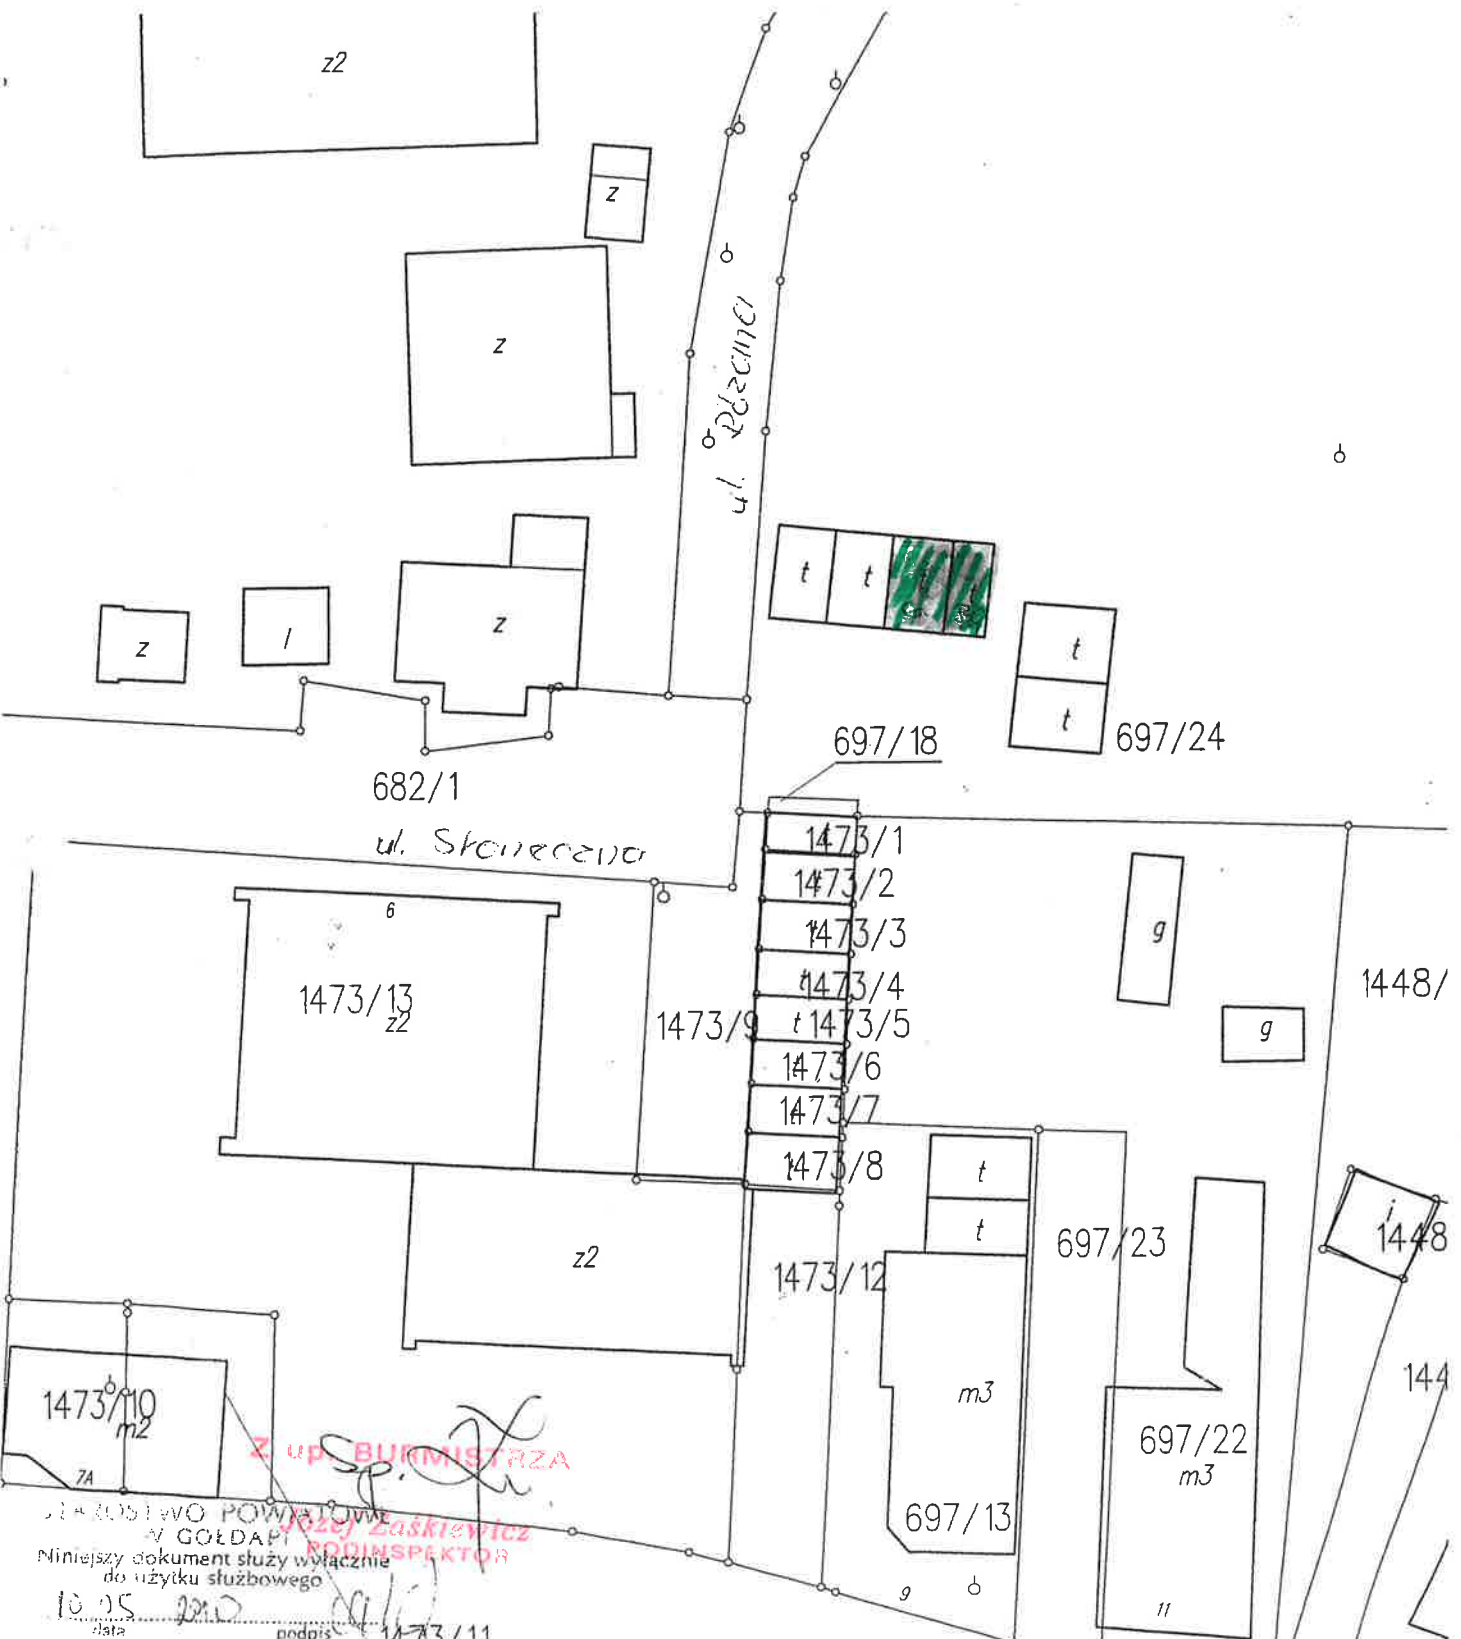 z2
z
z
ul. Różana
t
t
z
l
z
t
t
697/18
697/24
682/1
ul. Słoneczna
1473/1
1473/2
1473/3
1473/4
t 1473/5
1473/6
1473/7
1473/8
6
1473/13
z2
1473/9
g
g
1448/
t
t
697/23
i
1448
z2
1473/12
144
m3
1473/10
m2
697/22
m3
7A
697/13
Z up. BURMISTRZA
Józef Zaśkiewicz
PODINSPEKTOR
STAROSTWO POWIATOWE
W GOŁDAPI
Niniejszy dokument służy wyłącznie
do użytku służbowego
data
podpis
1473/11
9
11